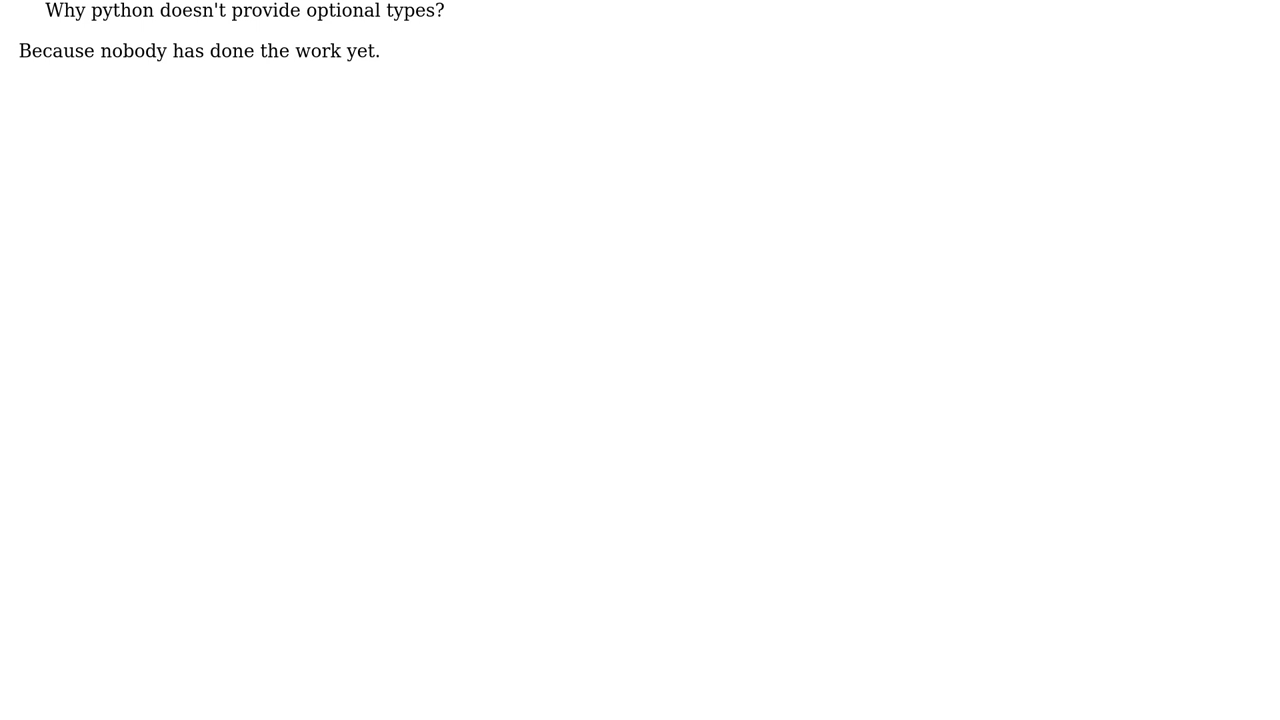 Why python doesn't provide optional types?
Because nobody has done the work yet.